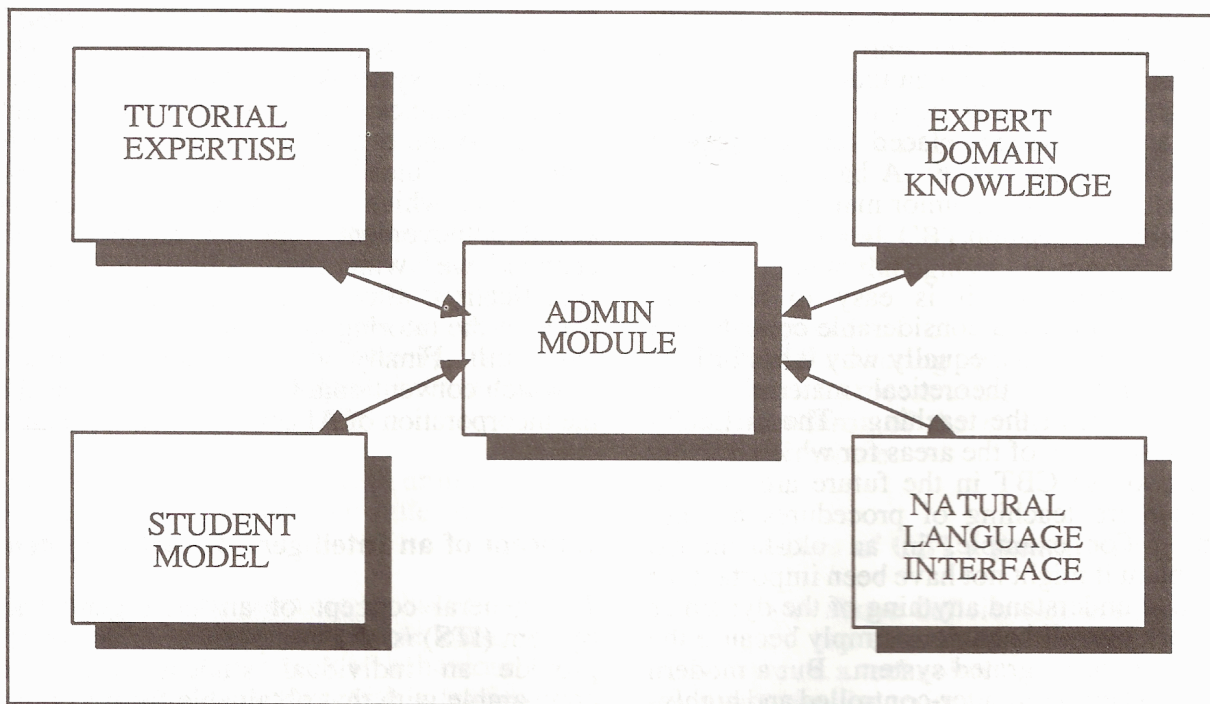 TUTORIAL
EXPERTISE
EXPERT
DOMAIN
KNOWLEDGE
ADMIN
MODULE
STUDENT
MODEL
NATURAL
LANGUAGE
INTERFACE